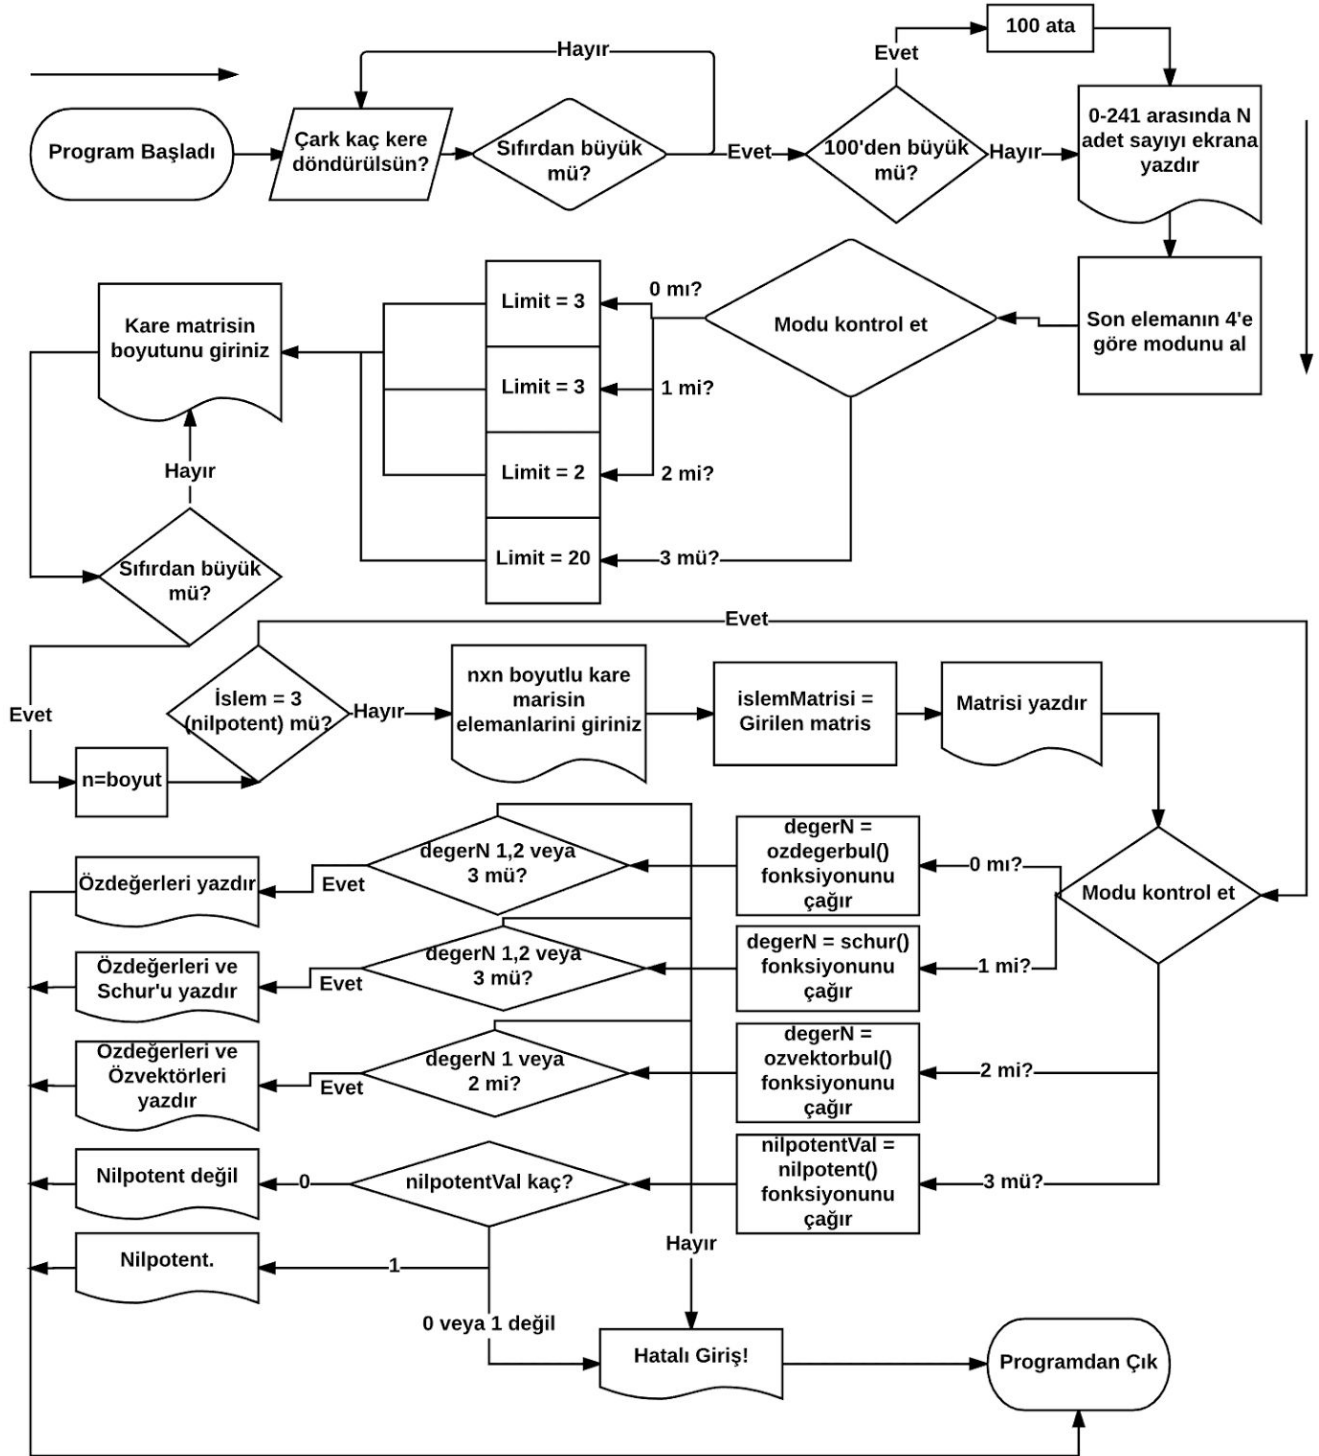 100 ata
Hayır
Evet
Program Başladı
Çark kaç kere
döndürülsün?
Sıfırdan büyük
mü?
Evet
100'den büyük
mü?
Hayır
0-241 arasında N
adet sayıyı ekrana
yazdır
Son elemanın 4'e
göre modunu al
Modu kontrol et
0 mı?
Limit = 3
1 mi?
Limit = 3
2 mi?
Limit = 2
3 mü?
Limit = 20
Kare matrisin
boyutunu giriniz
Hayır
Sıfırdan büyük
mü?
Evet
n=boyut
İslem = 3
(nilpotent) mü?
Evet
Hayır
nxn boyutlu kare
marisin
elemanlarini giriniz
islemMatrisi =
Girilen matris
Matrisi yazdır
Modu kontrol et
0 mı?
degerN =
ozdegerbul()
fonksiyonunu
çağır
degerN 1,2 veya
3 mü?
Evet
Özdeğerleri yazdır
1 mi?
degerN = schur()
fonksiyonunu
çağır
degerN 1,2 veya
3 mü?
Evet
Özdeğerleri ve
Schur'u yazdır
2 mi?
degerN =
ozvektorbul()
fonksiyonunu
çağır
degerN 1 veya
2 mi?
Evet
Özdeğerleri ve
Özvektörleri
yazdır
3 mü?
nilpotentVal =
nilpotent()
fonksiyonunu
çağır
nilpotentVal kaç?
0
Nilpotent değil
1
Nilpotent.
Hayır
0 veya 1 değil
Hatalı Giriş!
Programdan Çık